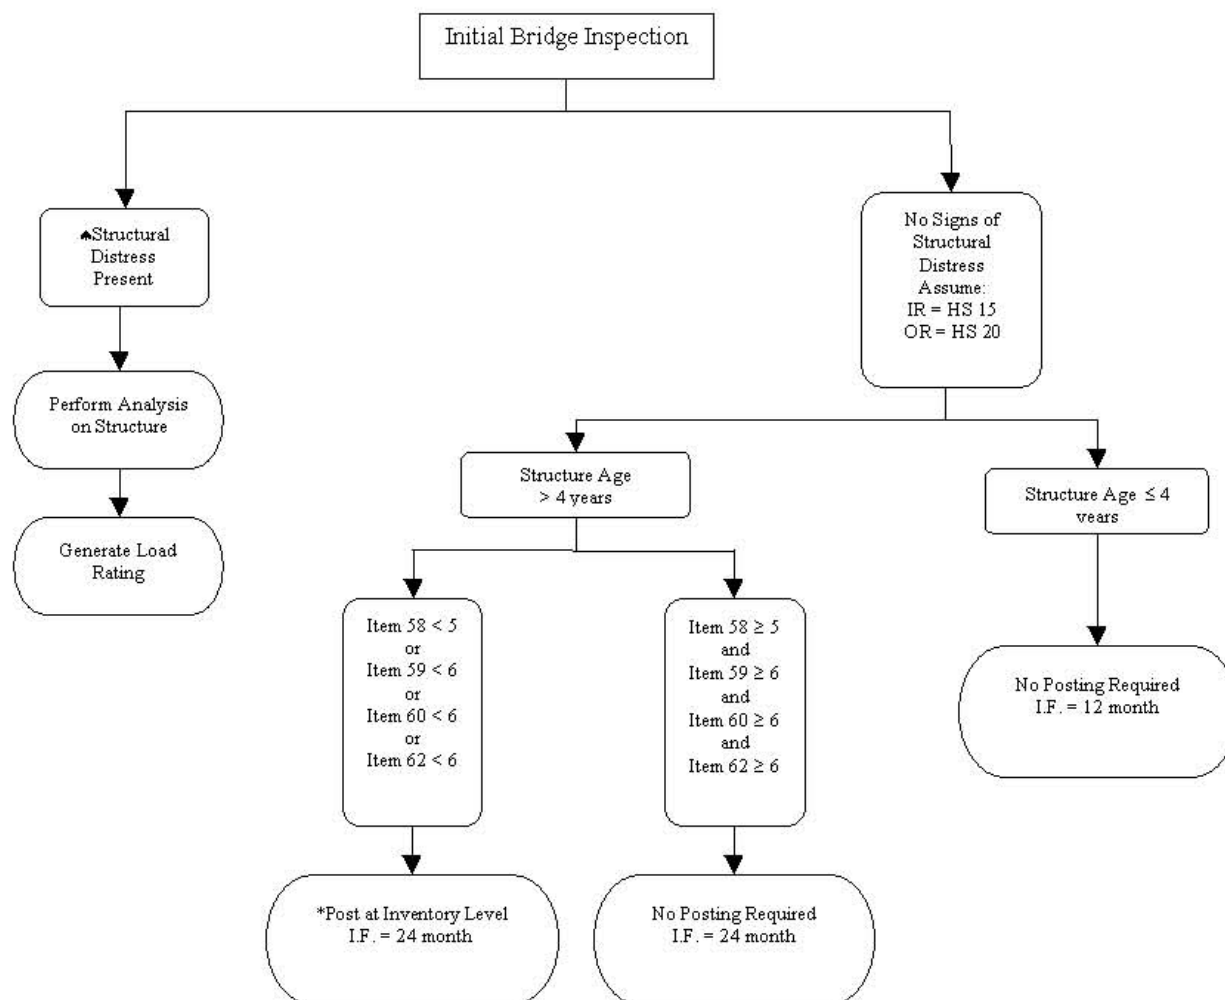 Initial Bridge Inspection
♠Structural
Distress
Present
No Signs of
Structural
Distress
Assume:
IR = HS 15
OR = HS 20
Perform Analysis
on Structure
Structure Age
> 4 years
Structure Age ≤ 4
years
Generate Load
Rating
Item 58 < 5
or
Item 59 < 6
or
Item 60 < 6
or
Item 62 < 6
Item 58 ≥ 5
and
Item 59 ≥ 6
and
Item 60 ≥ 6
and
Item 62 ≥ 6
No Posting Required
I.F. = 12 month
*Post at Inventory Level
I.F. = 24 month
No Posting Required
I.F. = 24 month